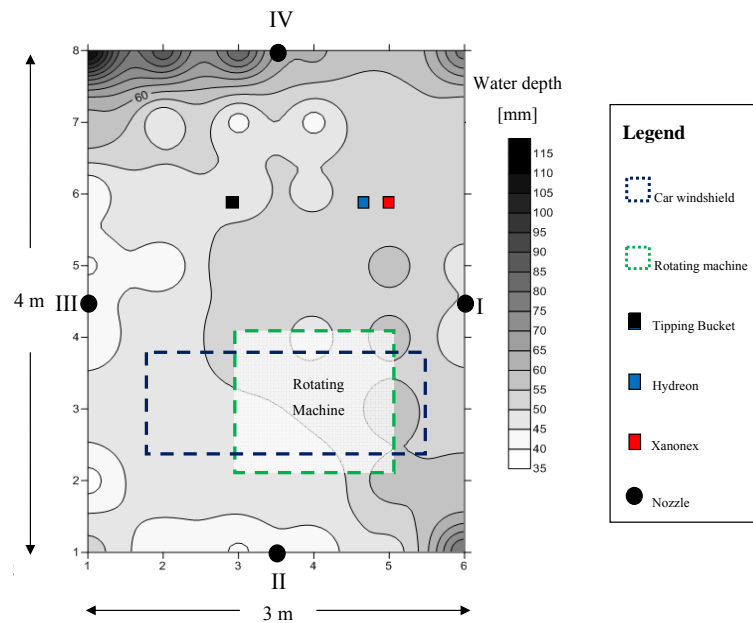 IV
Water depth
[mm]
8
7
6
5
4
3
2
1
60
4 m
III
I
Rotating
Machine
1
2
3
4
5
6
II
3 m
115
110
105
100
95
90
85
80
75
70
65
60
55
50
45
40
35
Legend
Car windshield
Rotating machine
Tipping Bucket
Hydreon
Xanonex
Nozzle